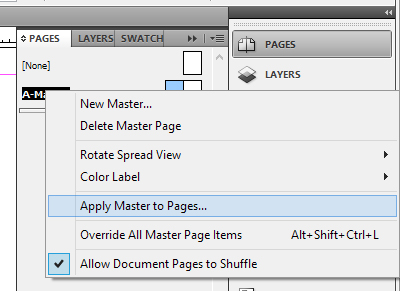 PAGES LAYERS SWATCH
[None]
PAGES
LAYERS
New Master...
Delete Master Page
Rotate Spread View
Color Label
Apply Master to Pages...
Override All Master Page Items Alt+Shift+Ctrl+L
Allow Document Pages to Shuffle